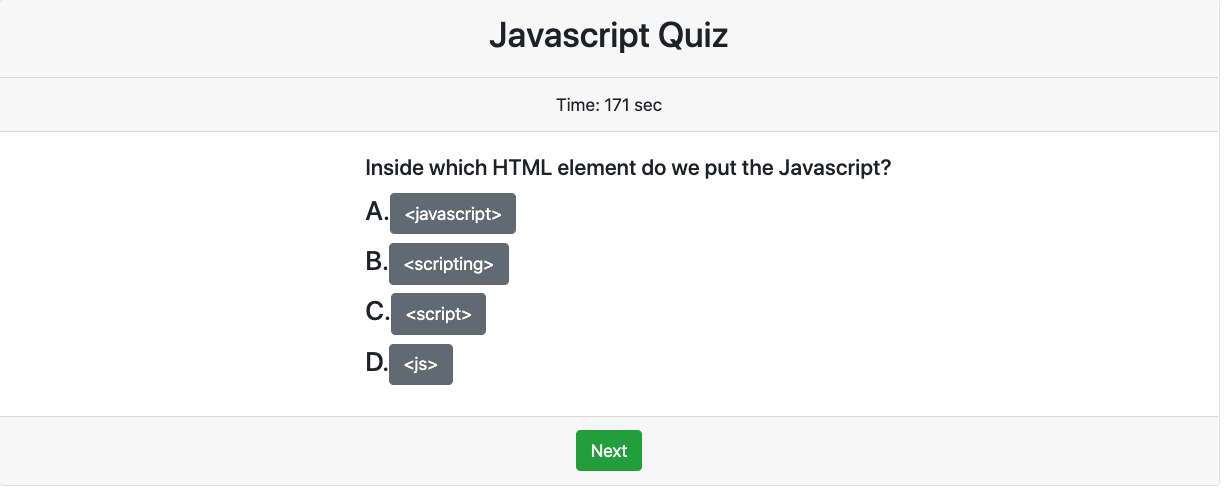 Javascript Quiz
Time: 171 sec
Inside which HTML element do we put the Javascript?
A. <javascript>
B. <scripting>
C. <script>
D. <js>
Next